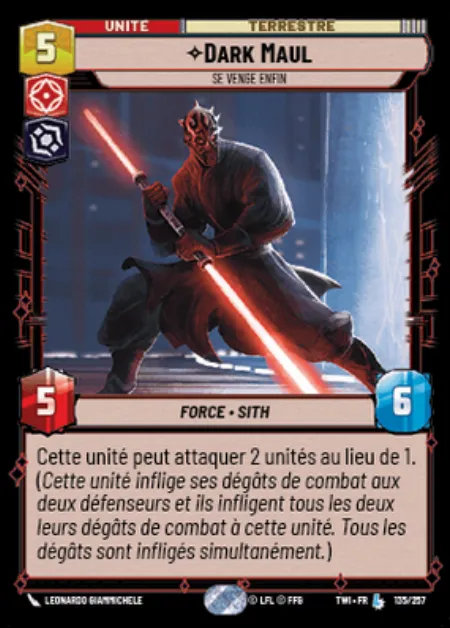 UNITÉ TERRESTRE
5
Dark Maul
SE VENGE ENFIN
5
FORCE • SITH
6
Cette unité peut attaquer 2 unités au lieu de 1.
(Cette unité inflige ses dégâts de combat aux
deux défenseurs et ils infligent tous les deux
leurs dégâts de combat à cette unité. Tous les
dégâts sont infligés simultanément.)
LEONARDO GIAMMICHELE © LFL © FFG TWI • FR 135/257